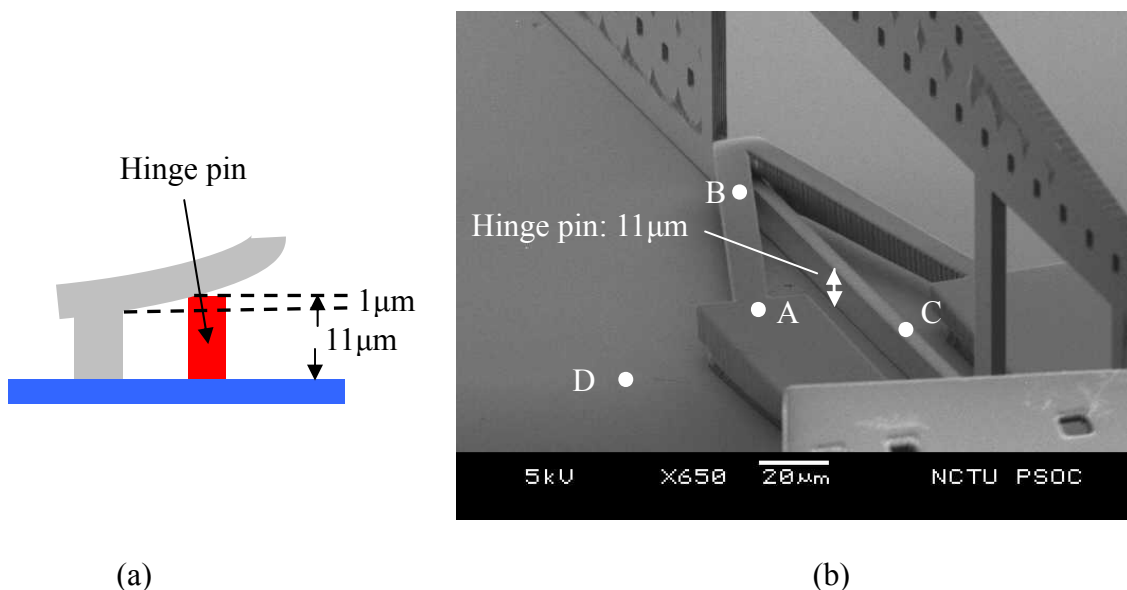 Hinge pin
1μm
11μm
B
Hinge pin: 11μm
A
C
D
5kV X650 20μm NCTU PSOC
(a)
(b)